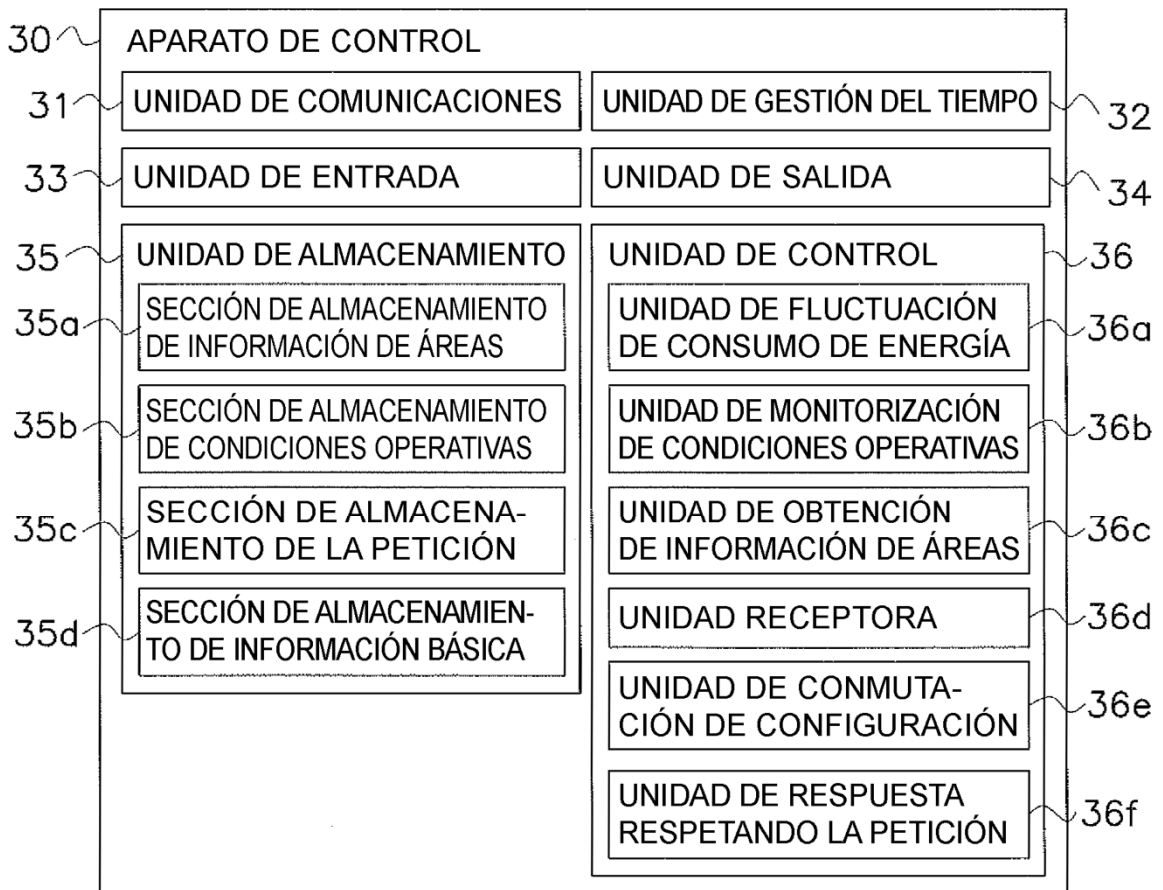 30 APARATO DE CONTROL
31 UNIDAD DE COMUNICACIONES
UNIDAD DE GESTIÓN DEL TIEMPO 32
33 UNIDAD DE ENTRADA
UNIDAD DE SALIDA 34
35 UNIDAD DE ALMACENAMIENTO
35a SECCIÓN DE ALMACENAMIENTO
DE INFORMACIÓN DE ÁREAS
35b SECCIÓN DE ALMACENAMIENTO
DE CONDICIONES OPERATIVAS
35c SECCIÓN DE ALMACENA-
MIENTO DE LA PETICIÓN
35d SECCIÓN DE ALMACENAMIEN-
TO DE INFORMACIÓN BÁSICA
UNIDAD DE CONTROL 36
UNIDAD DE FLUCTUACIÓN
DE CONSUMO DE ENERGÍA 36a
UNIDAD DE MONITORIZACIÓN
DE CONDICIONES OPERATIVAS 36b
UNIDAD DE OBTENCIÓN
DE INFORMACIÓN DE ÁREAS 36c
UNIDAD RECEPTORA 36d
UNIDAD DE CONMUTA-
CIÓN DE CONFIGURACIÓN 36e
UNIDAD DE RESPUESTA
RESPETANDO LA PETICIÓN 36f